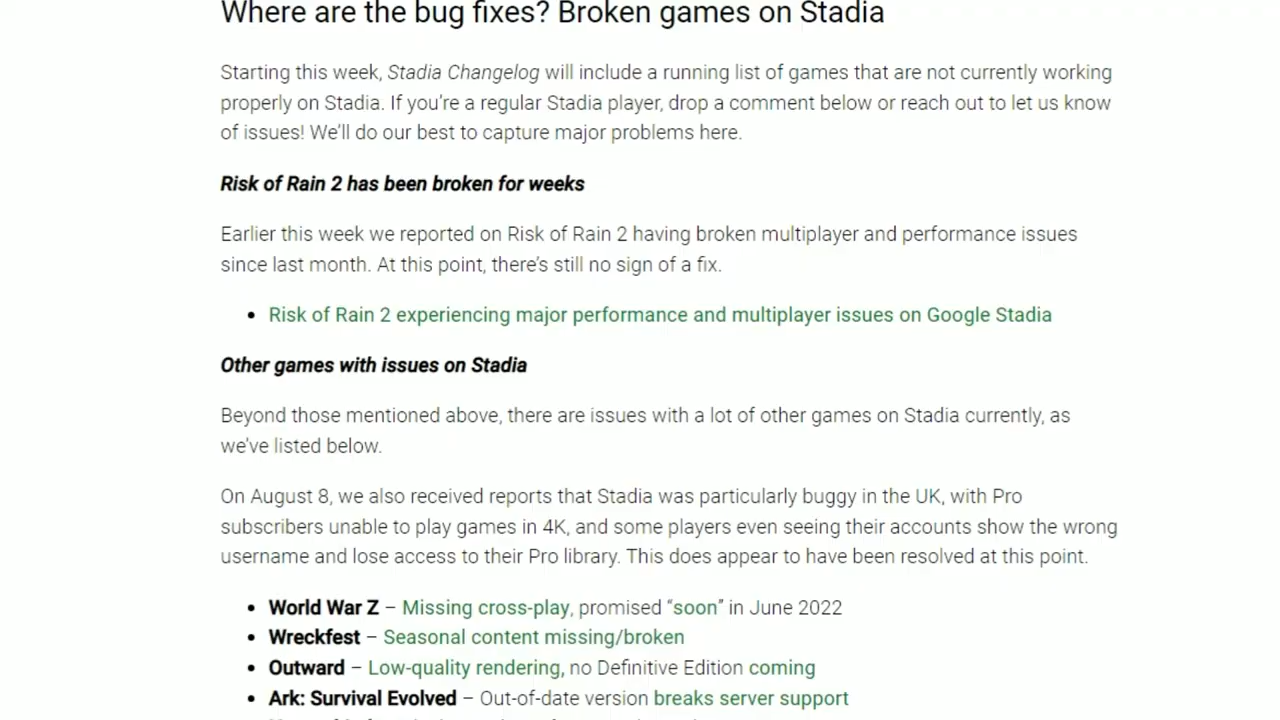 Where are the bug fixes? Broken games on Stadia
Starting this week, Stadia Changelog will include a running list of games that are not currently working
properly on Stadia. If you're a regular Stadia player, drop a comment below or reach out to let us know
of issues! We'll do our best to capture major problems here.
Risk of Rain 2 has been broken for weeks
Earlier this week we reported on Risk of Rain 2 having broken multiplayer and performance issues
since last month. At this point, there's still no sign of a fix.
• Risk of Rain 2 experiencing major performance and multiplayer issues on Google Stadia
Other games with issues on Stadia
Beyond those mentioned above, there are issues with a lot of other games on Stadia currently, as
we've listed below.
On August 8, we also received reports that Stadia was particularly buggy in the UK, with Pro
subscribers unable to play games in 4K, and some players even seeing their accounts show the wrong
username and lose access to their Pro library. This does appear to have been resolved at this point.
• World War Z – Missing cross-play, promised “soon” in June 2022
• Wreckfest – Seasonal content missing/broken
• Outward – Low-quality rendering, no Definitive Edition coming
• Ark: Survival Evolved – Out-of-date version breaks server support